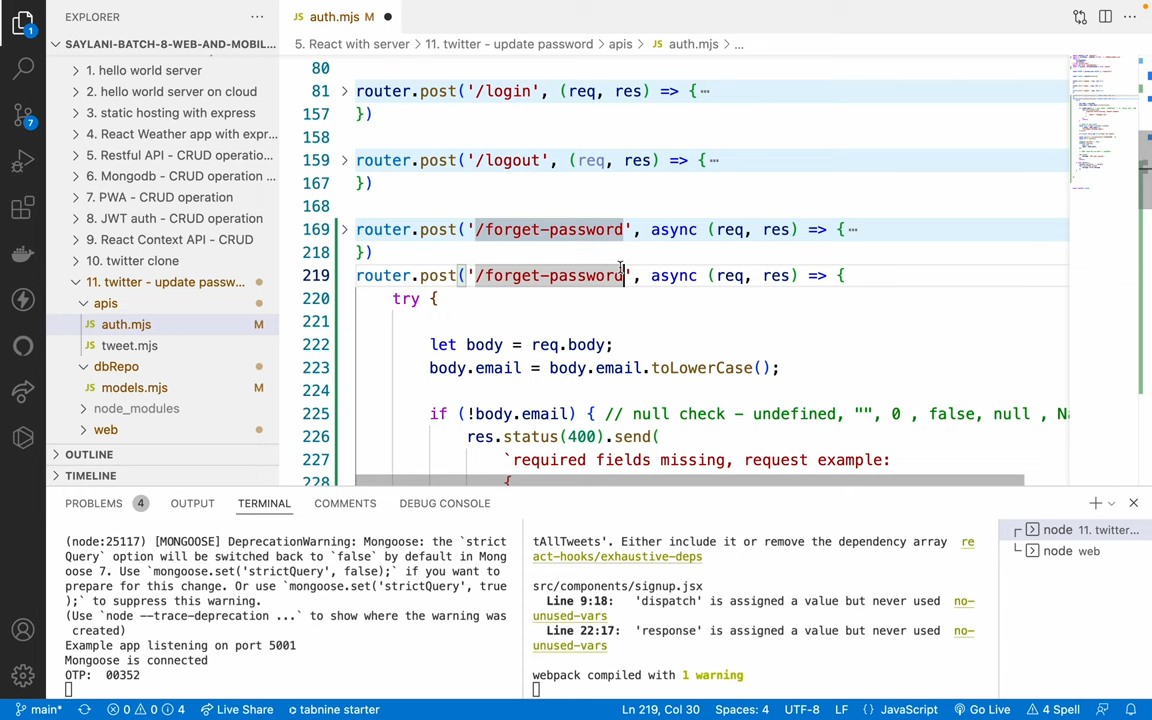 EXPLORER
auth.mjs M
SAYLANI-BATCH-8-WEB-AND-MOBIL...
5. React with server > 11. twitter - update password > apis > JS auth.mjs > ...
1. hello world server
2. hello world server on cloud
3. static hosting with express
4. React Weather app with expr...
5. Restful API - CRUD operatio...
6. Mongodb - CRUD operation ...
7. PWA - CRUD operation
8. JWT auth - CRUD operation
9. React Context API - CRUD
10. twitter clone
11. twitter - update passw...
apis
JS auth.mjs M
JS tweet.mjs
dbRepo
JS models.mjs M
node_modules
web
OUTLINE
TIMELINE
1
7
80
81 router.post('/login', (req, res) => {⋯
157 })
158
159 router.post('/logout', (req, res) => {⋯
167 })
168
169 router.post('/forget-password', async (req, res) => {⋯
218 })
219 router.post('/forget-password', async (req, res) => {
220 try {
221
222 let body = req.body;
223 body.email = body.email.toLowerCase();
224
225 if (!body.email) { // null check - undefined, "", 0 , false, null , Na
226 res.status(400).send(
227 `required fields missing, request example:
228 {
PROBLEMS 4 OUTPUT TERMINAL COMMENTS DEBUG CONSOLE
(node:25117) [MONGOOSE] DeprecationWarning: Mongoose: the `strict
Query` option will be switched back to `false` by default in Mong
oose 7. Use `mongoose.set('strictQuery', false);` if you want to
prepare for this change. Or use `mongoose.set('strictQuery', true
);` to suppress this warning.
(Use `node --trace-deprecation ...` to show where the warning was
created)
Example app listening on port 5001
Mongoose is connected
OTP: 00352
tAllTweets'. Either include it or remove the dependency array re
act-hooks/exhaustive-deps
src/components/signup.jsx
Line 9:18: 'dispatch' is assigned a value but never used no-
unused-vars
Line 22:17: 'response' is assigned a value but never used no-
unused-vars
webpack compiled with 1 warning
node 11. twitter...
node web
main* 0 0 4 Live Share tabnine starter Ln 219, Col 30 Spaces: 4 UTF-8 LF {} JavaScript Go Live 4 Spell